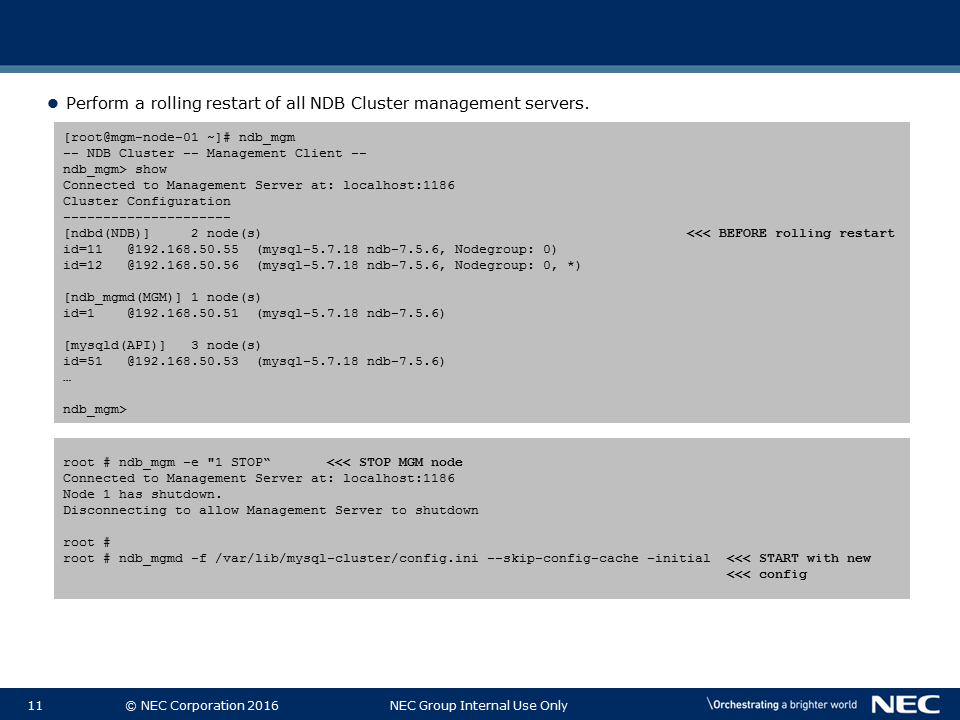 ● Perform a rolling restart of all NDB Cluster management servers.
[root@mgm-node-01 ~]# ndb_mgm
-- NDB Cluster -- Management Client --
ndb_mgm> show
Connected to Management Server at: localhost:1186
Cluster Configuration
---------------------
[ndbd(NDB)]     2 node(s)                                                     <<< BEFORE rolling restart
id=11   @192.168.50.55  (mysql-5.7.18 ndb-7.5.6, Nodegroup: 0)
id=12   @192.168.50.56  (mysql-5.7.18 ndb-7.5.6, Nodegroup: 0, *)
[ndb_mgmd(MGM)] 1 node(s)
id=1    @192.168.50.51  (mysql-5.7.18 ndb-7.5.6)
[mysqld(API)]   3 node(s)
id=51   @192.168.50.53  (mysql-5.7.18 ndb-7.5.6)
…
ndb_mgm>
root # ndb_mgm –e "1 STOP“       <<< STOP MGM node
Connected to Management Server at: localhost:1186
Node 1 has shutdown.
Disconnecting to allow Management Server to shutdown
root #
root # ndb_mgmd -f /var/lib/mysql-cluster/config.ini --skip-config-cache –initial  <<< START with new
<<< config
11 © NEC Corporation 2016 NEC Group Internal Use Only \Orchestrating a brighter world NEC